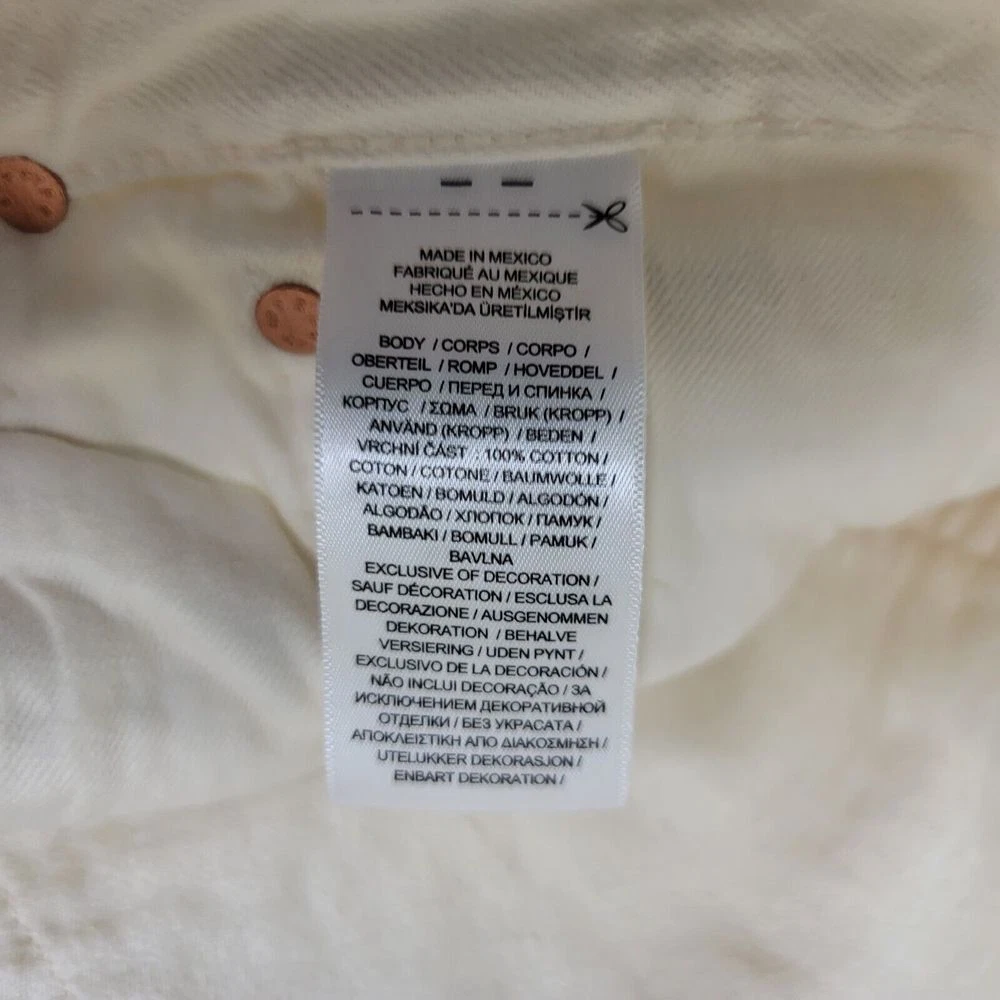 MADE IN MEXICO
FABRIQUÉ AU MEXIQUE
HECHO EN MÉXICO
MEKSIKA'DA ÜRETİLMİŞTİR
BODY / CORPS / CORPO /
OBERTEIL / ROMP / HOVEDDEL /
CUERPO / ПЕРЕД И СПИНКА /
КОРПУС / ΣΩΜΑ / BRUK (KROPP) /
ANVÄND (KROPP) / BEDEN /
VRCHNÍ ČÁST : 100% COTTON /
COTON / COTONE / BAUMWOLLE /
KATOEN / BOMULD / ALGODÓN /
ALGODÃO / ХЛОПОК / ПАМУК /
ΒΑΜΒΑΚΙ / BOMULL / PAMUK /
BAVLNA
EXCLUSIVE OF DECORATION /
SAUF DÉCORATION / ESCLUSA LA
DECORAZIONE / AUSGENOMMEN
DEKORATION / BEHALVE
VERSIERING / UDEN PYNT /
EXCLUSIVO DE LA DECORACIÓN /
NÃO INCLUI DECORAÇÃO / ЗА
ИСКЛЮЧЕНИЕМ ДЕКОРАТИВНОЙ
ОТДЕЛКИ / БЕЗ УКРАСАТА /
ΑΠΟΚΛΕΙΣΤΙΚΗ ΑΠΟ ΔΙΑΚΟΣΜΗΣΗ /
UTELUKKER DEKORASJON /
ENBART DEKORATION /